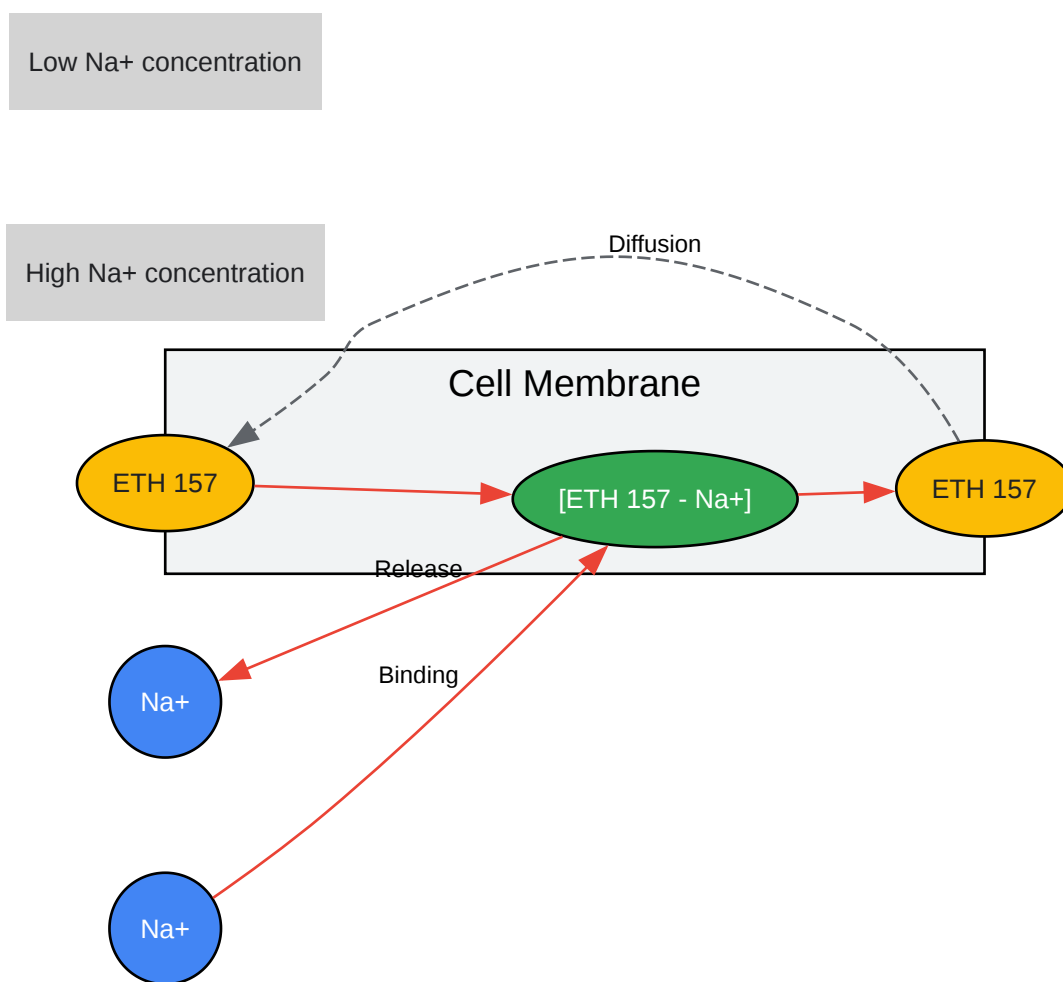 Low Na+ concentration
High Na+ concentration
Diffusion
Cell Membrane
ETH 157
[ETH 157 - Na+]
ETH 157
Release
Binding
Na+
Na+